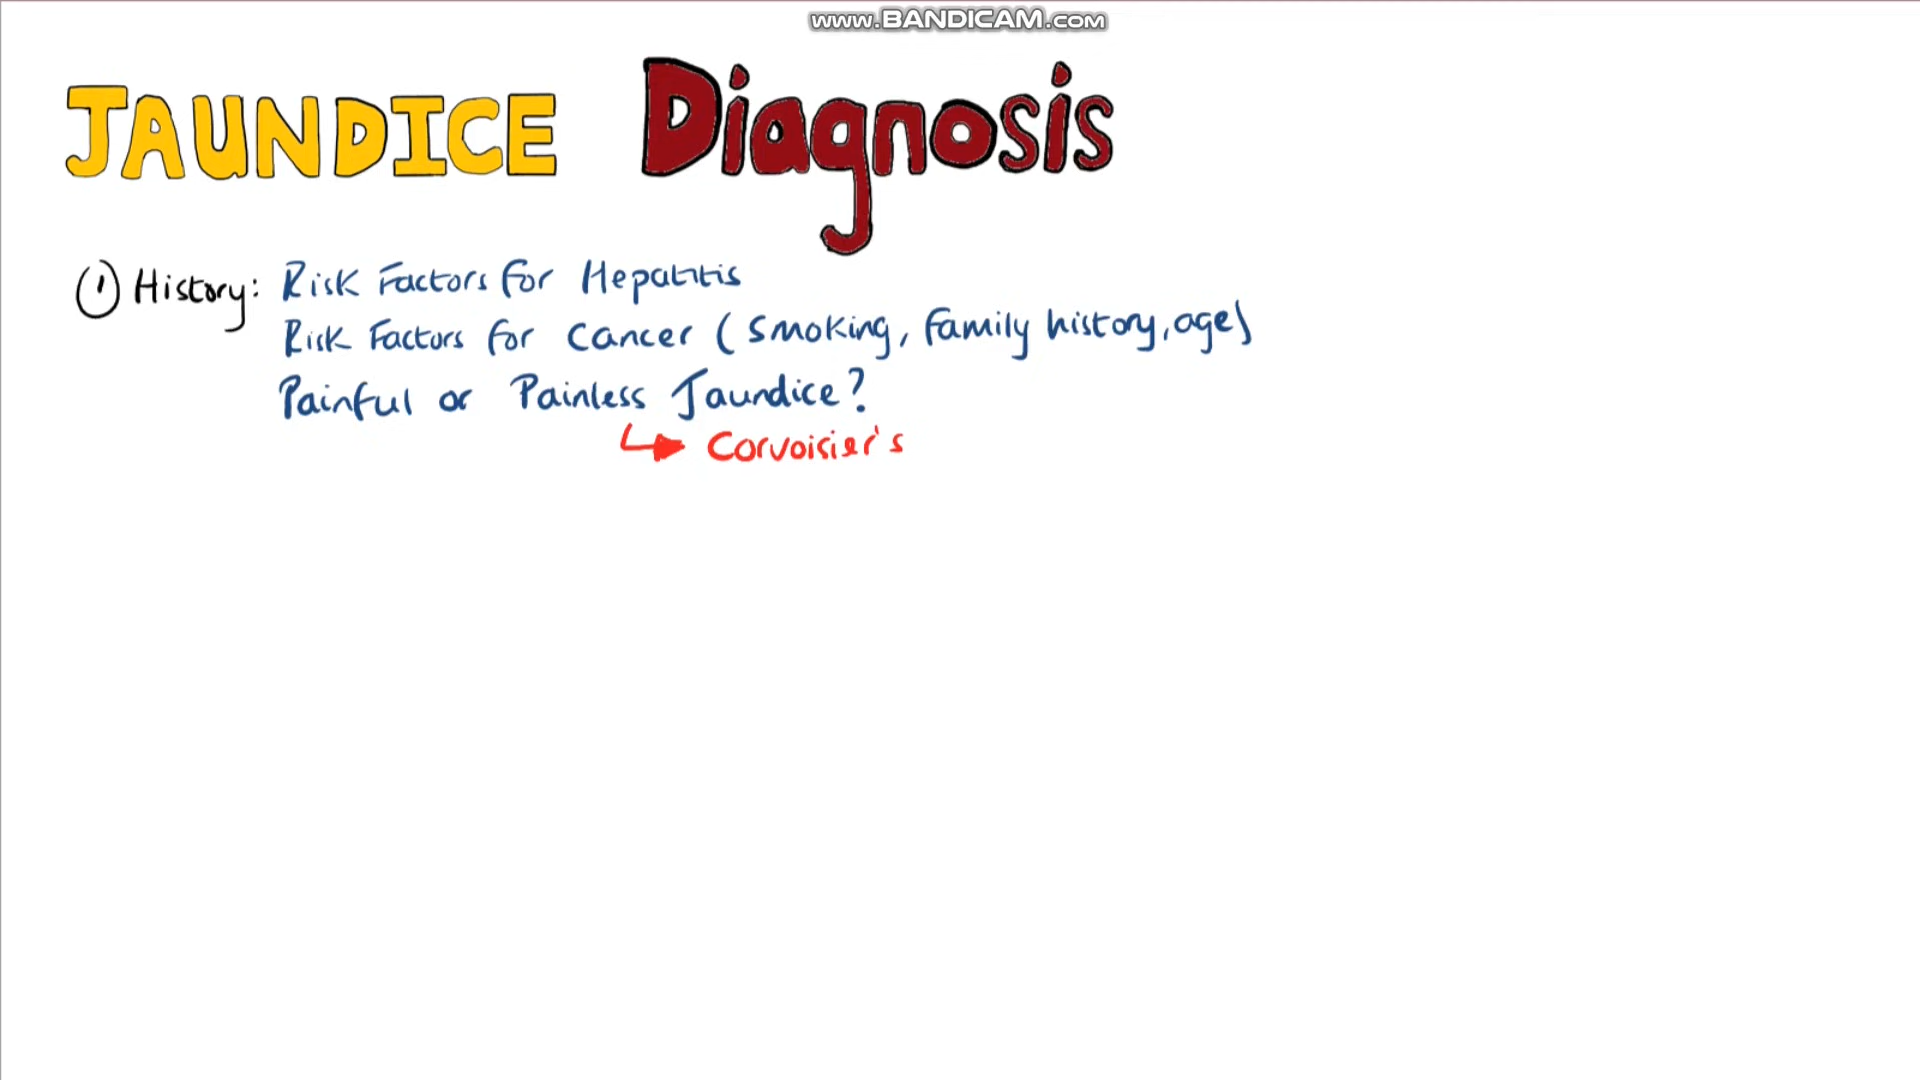 www.BANDICAM.com
JAUNDICE Diagnosis
① History: Risk Factors for Hepatitis
Risk Factors for cancer (smoking, family history, age)
Painful or Painless Jaundice?
Corvoisier's